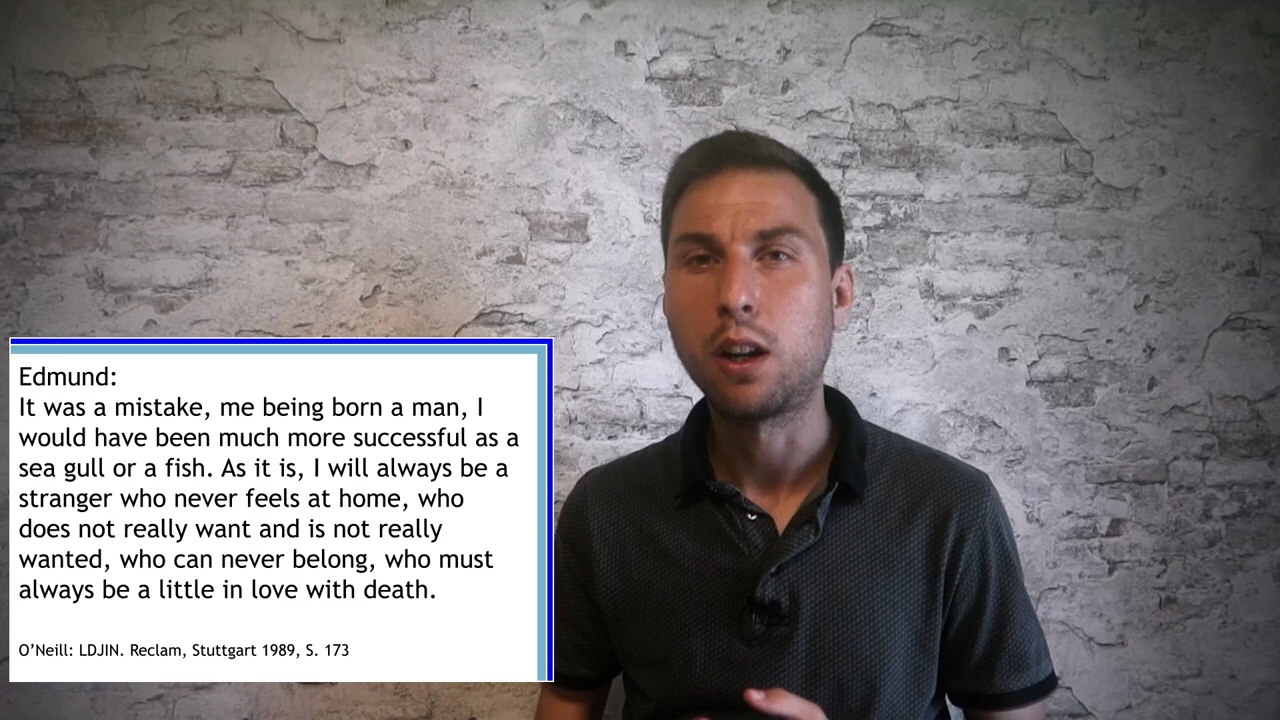 Edmund:
It was a mistake, me being born a man, I
would have been much more successful as a
sea gull or a fish. As it is, I will always be a
stranger who never feels at home, who
does not really want and is not really
wanted, who can never belong, who must
always be a little in love with death.
O’Neill: LDJIN. Reclam, Stuttgart 1989, S. 173